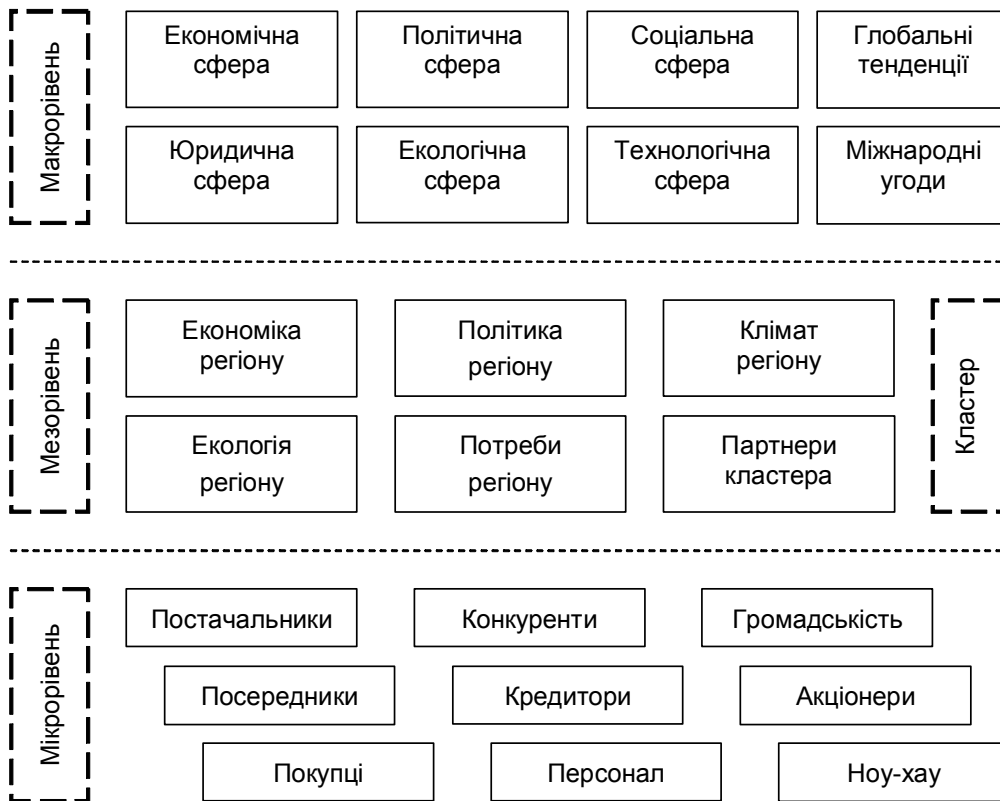 Макрорівень
Економічна
сфера
Політична
сфера
Соціальна
сфера
Глобальні
тенденції
Юридична
сфера
Екологічна
сфера
Технологічна
сфера
Міжнародні
угоди
Мезорівень
Економіка
регіону
Політика
регіону
Клімат
регіону
Екологія
регіону
Потреби
регіону
Партнери
кластера
Кластер
Мікрорівень
Постачальники
Конкуренти
Громадськість
Посередники
Кредитори
Акціонери
Покупці
Персонал
Ноу-хау